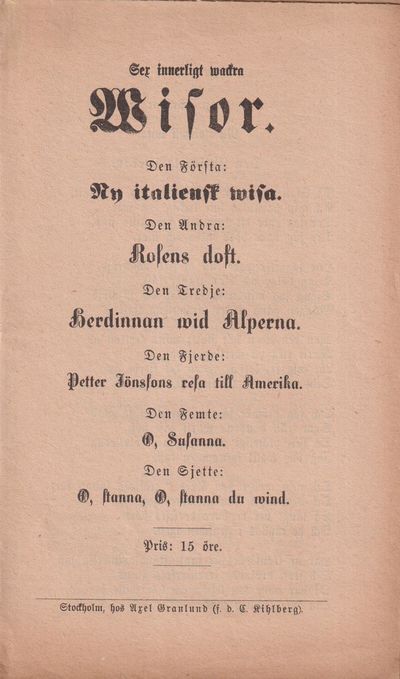 Sex innerligt wackra
Wisor.
Den Första:
Ny italiensk wisa.
Den Andra:
Rosens doft.
Den Tredje:
Herdinnan wid Alperna.
Den Fjerde:
Petter Jönssons resa till Amerika.
Den Femte:
O, Susanna.
Den Sjette:
O, stanna, O, stanna du wind.
Pris: 15 öre.
Stockholm, hos Axel Granlund (f. d. C. Kihlberg).